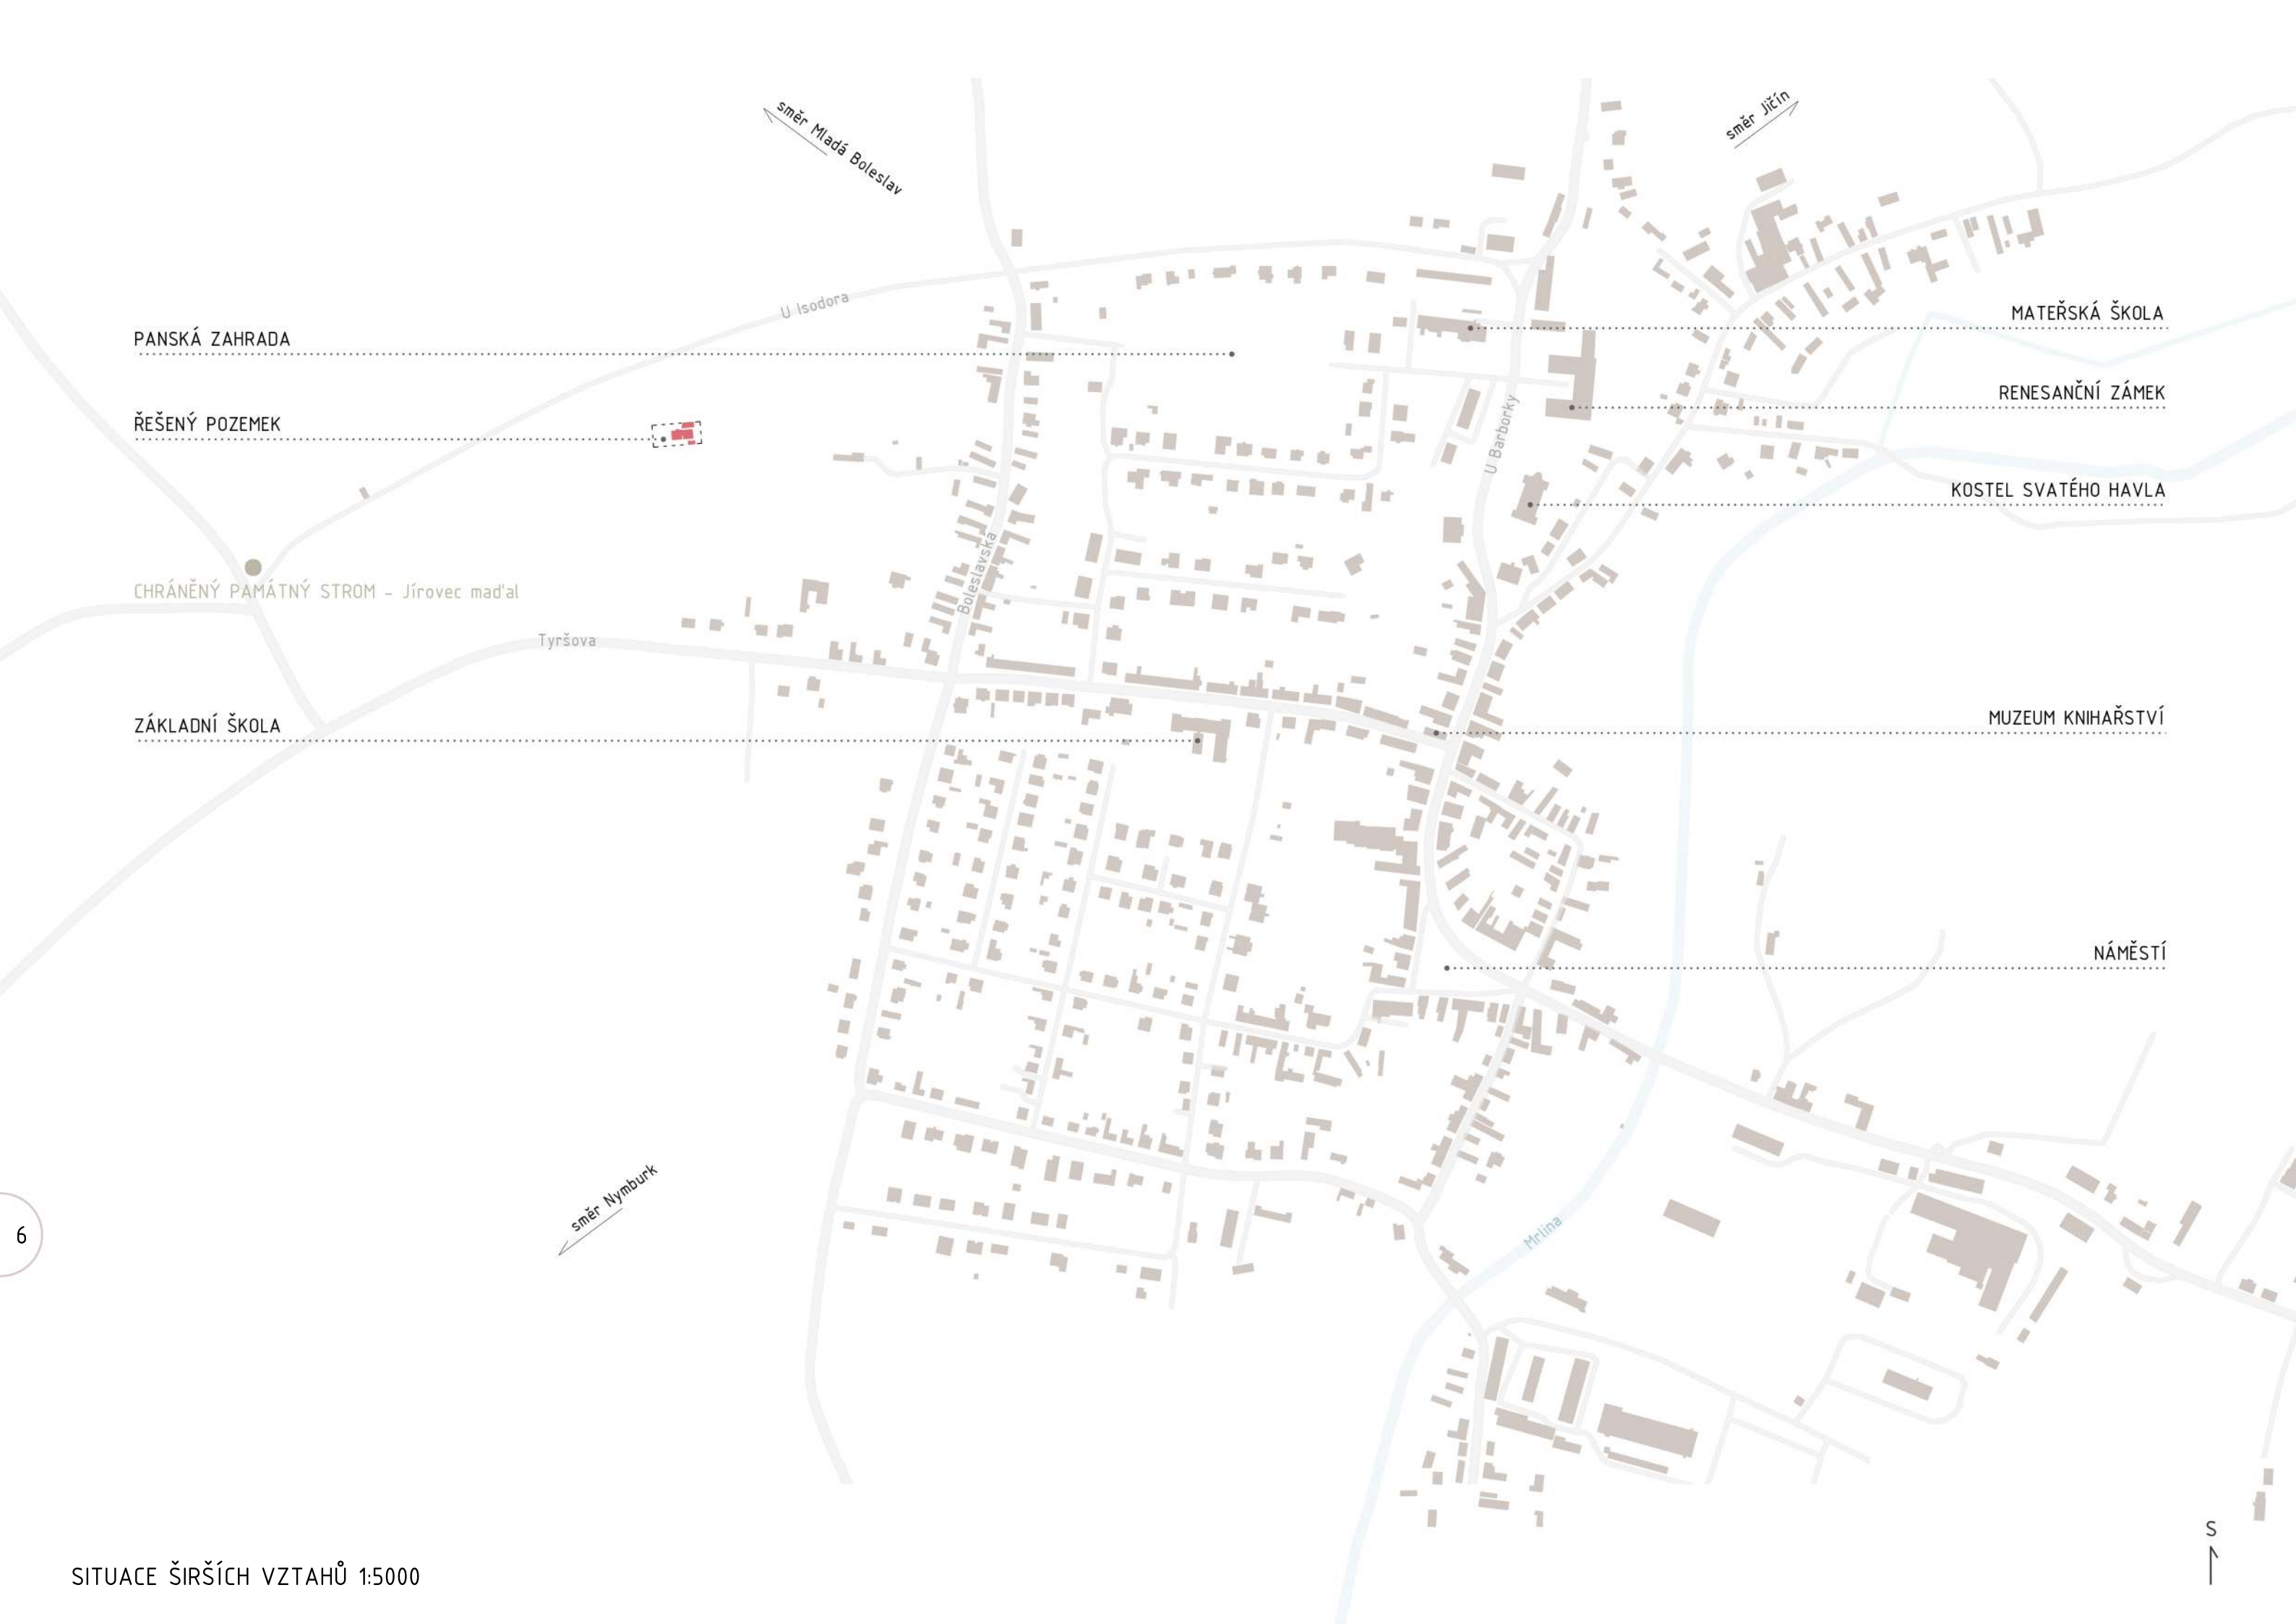 směr Mladá Boleslav
směr Jičín
U Isodora
MATEŘSKÁ ŠKOLA
PANSKÁ ZAHRADA
RENESANČNÍ ZÁMEK
ŘEŠENÝ POZEMEK
U Barborky
KOSTEL SVATÉHO HAVLA
Boleslavská
CHRÁNĚNÝ PAMÁTNÝ STROM - Jírovec maďal
Tyršova
MUZEUM KNIHAŘSTVÍ
ZÁKLADNÍ ŠKOLA
NÁMĚSTÍ
směr Nymburk
6
Mrlina
S
SITUACE ŠIRŠÍCH VZTAHŮ 1:5000